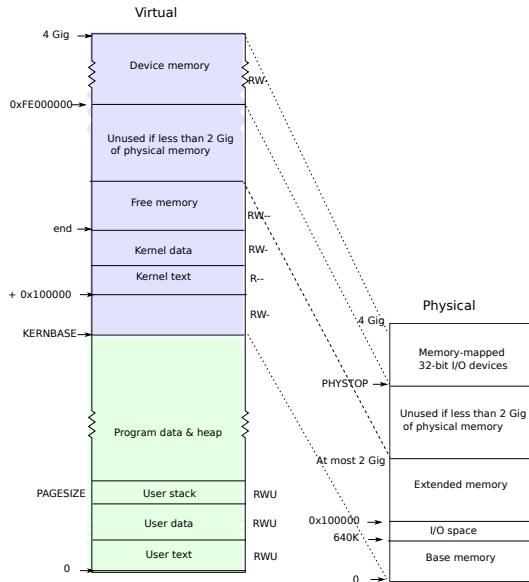 Virtual
4 Gig
Device memory
RW-
0xFE000000
Unused if less than 2 Gig
of physical memory
Free memory
RW--
end
Kernel data
RW-
Kernel text
R--
+ 0x100000
RW-
KERNBASE
Program data & heap
PAGESIZE
User stack
RWU
User data
RWU
User text
RWU
0
Physical
4 Gig
Memory-mapped
32-bit I/O devices
PHYSTOP
Unused if less than 2 Gig
of physical memory
At most 2 Gig
Extended memory
0x100000
I/O space
640K
Base memory
0